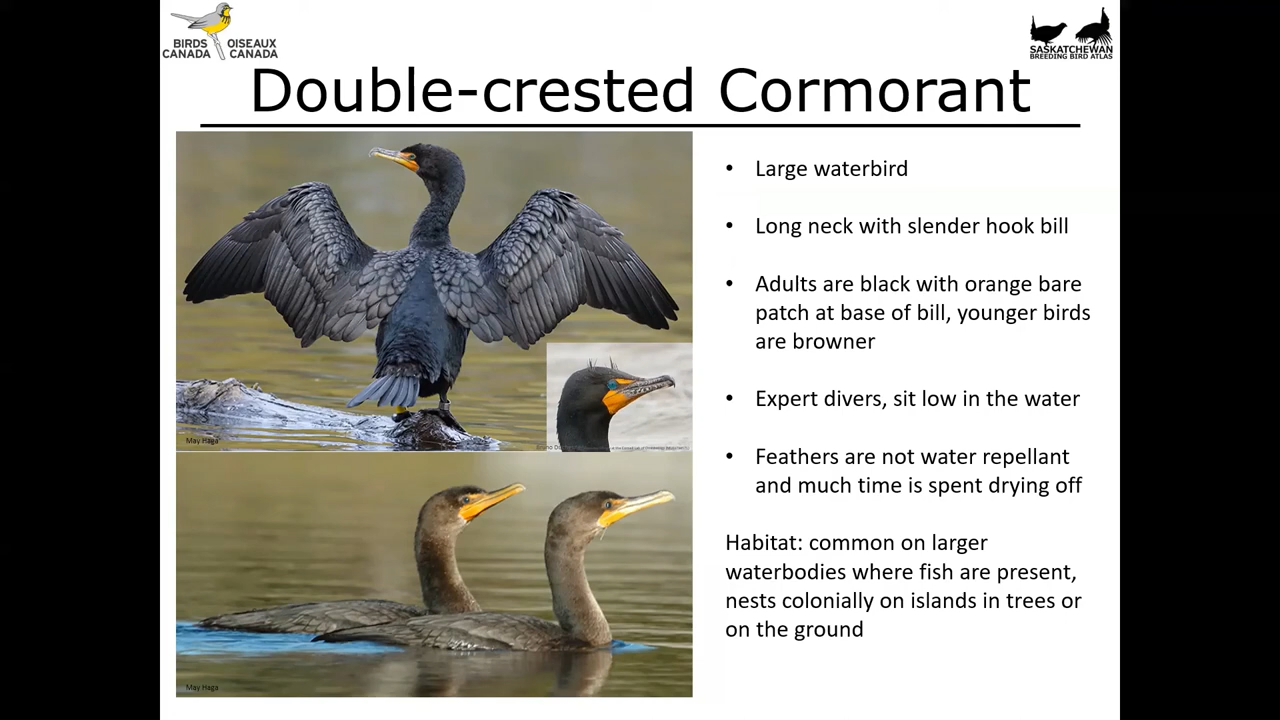 BIRDS OISEAUX
CANADA CANADA
SASKATCHEWAN
BREEDING BIRD ATLAS
Double-crested Cormorant
• Large waterbird
• Long neck with slender hook bill
• Adults are black with orange bare
patch at base of bill, younger birds
are browner
• Expert divers, sit low in the water
• Feathers are not water repellant
and much time is spent drying off
Habitat: common on larger
waterbodies where fish are present,
nests colonially on islands in trees or
on the ground
May Haga
May Haga